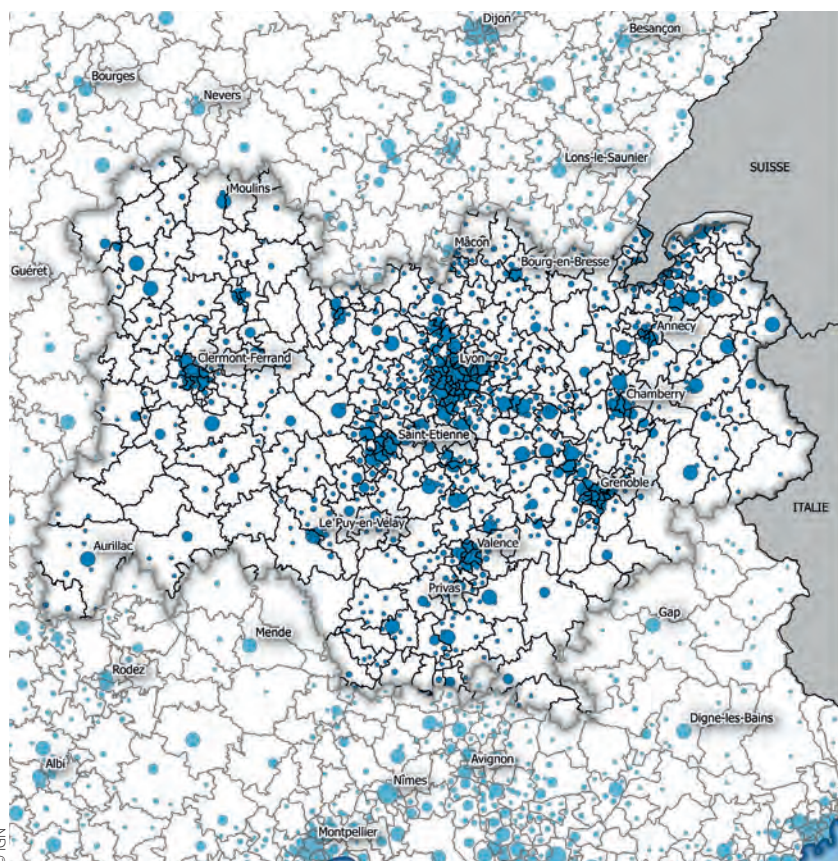 Dijon
Besançon
Bourges
Nevers
Lons-le-Saunier
SUISSE
Moulins
Mâcon
Bourg-en-Bresse
Guéret
Annecy
Clermont-Ferrand
Lyon
Chamberry
Saint-Etienne
Grenoble
ITALIE
Le Puy-en-Velay
Aurillac
Valence
Privas
Gap
Mende
Rodez
Digne-les-Bains
Albi
Avignon
Nîmes
Montpellier
© IGN